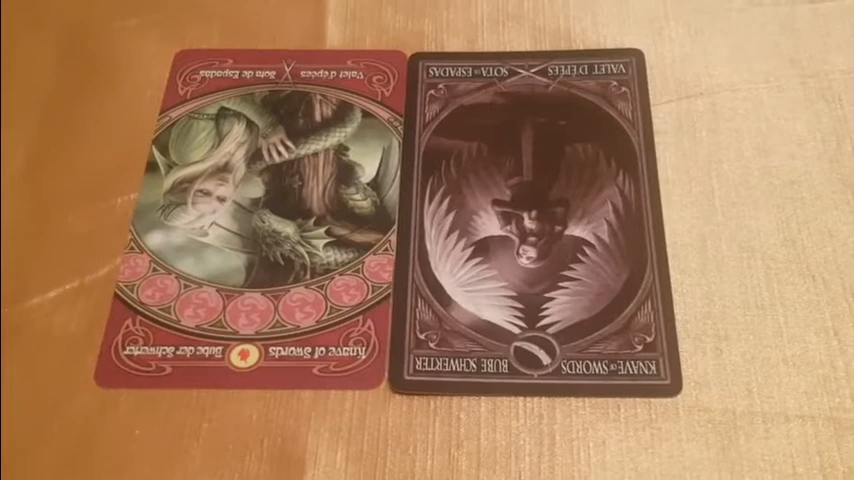 Knave of Swords Bube der Schwerter
Valet d'épées Sota de Espadas
KNAVE OF SWORDS BUBE SCHWERTER
VALET D'ÉPÉES SOTA DE ESPADAS